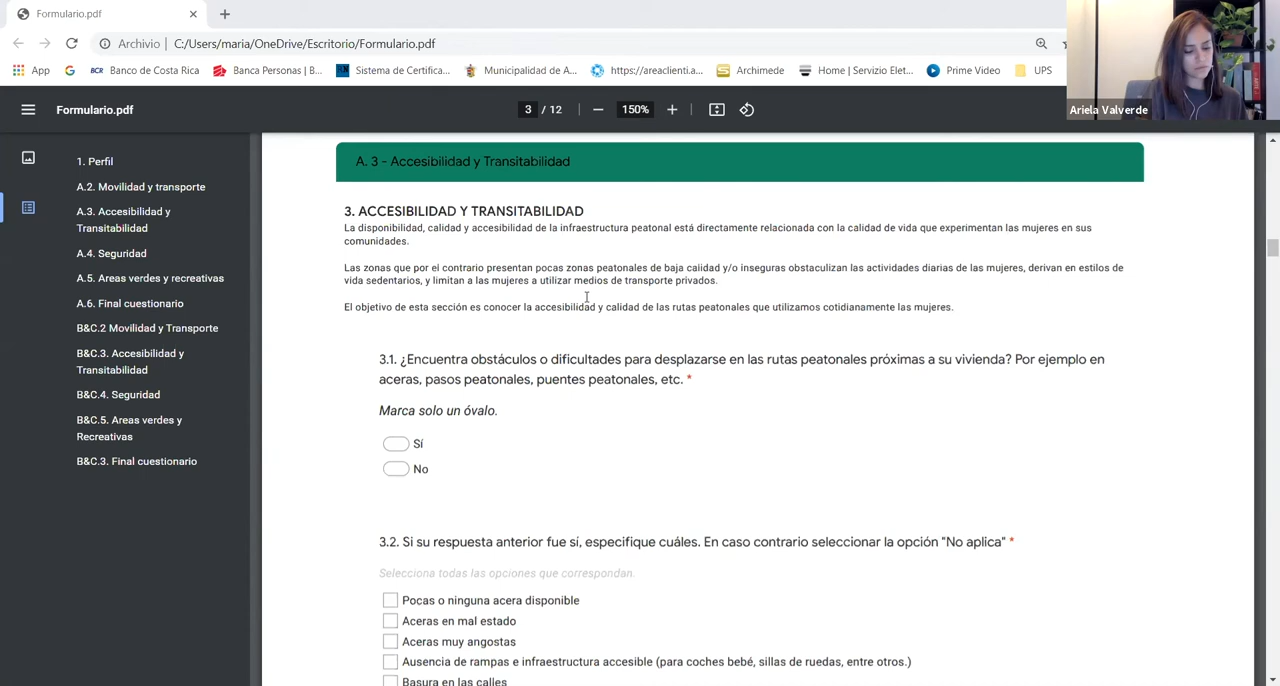 Formulario.pdf
Archivio | C:/Users/maria/OneDrive/Escritorio/Formulario.pdf
App
BCR Banco de Costa Rica
Banca Personas | B...
Sistema de Certifica...
Municipalidad de A...
https://areaclienti.a...
Archimede
Home | Servizio Elet...
Prime Video
UPS
Ariela Valverde
Formulario.pdf
3 / 12
150%
1. Perfil
A.2. Movilidad y transporte
A.3. Accesibilidad y
Transitabilidad
A.4. Seguridad
A.5. Areas verdes y recreativas
A.6. Final cuestionario
B&C.2 Movilidad y Transporte
B&C.3. Accesibilidad y
Transitabilidad
B&C.4. Seguridad
B&C.5. Areas verdes y
Recreativas
B&C.3. Final cuestionario
A. 3 - Accesibilidad y Transitabilidad
3. ACCESIBILIDAD Y TRANSITABILIDAD
La disponibilidad, calidad y accesibilidad de la infraestructura peatonal está directamente relacionada con la calidad de vida que experimentan las mujeres en sus
comunidades.
Las zonas que por el contrario presentan pocas zonas peatonales de baja calidad y/o inseguras obstaculizan las actividades diarias de las mujeres, derivan en estilos de
vida sedentarios, y limitan a las mujeres a utilizar medios de transporte privados.
El objetivo de esta sección es conocer la accesibilidad y calidad de las rutas peatonales que utilizamos cotidianamente las mujeres.
3.1. ¿Encuentra obstáculos o dificultades para desplazarse en las rutas peatonales próximas a su vivienda? Por ejemplo en
aceras, pasos peatonales, puentes peatonales, etc. *
Marca solo un óvalo.
Sí
No
3.2. Si su respuesta anterior fue sí, especifique cuáles. En caso contrario seleccionar la opción "No aplica" *
Selecciona todas las opciones que correspondan.
Pocas o ninguna acera disponible
Aceras en mal estado
Aceras muy angostas
Ausencia de rampas e infraestructura accesible (para coches bebé, sillas de ruedas, entre otros.)
Basura en las calles